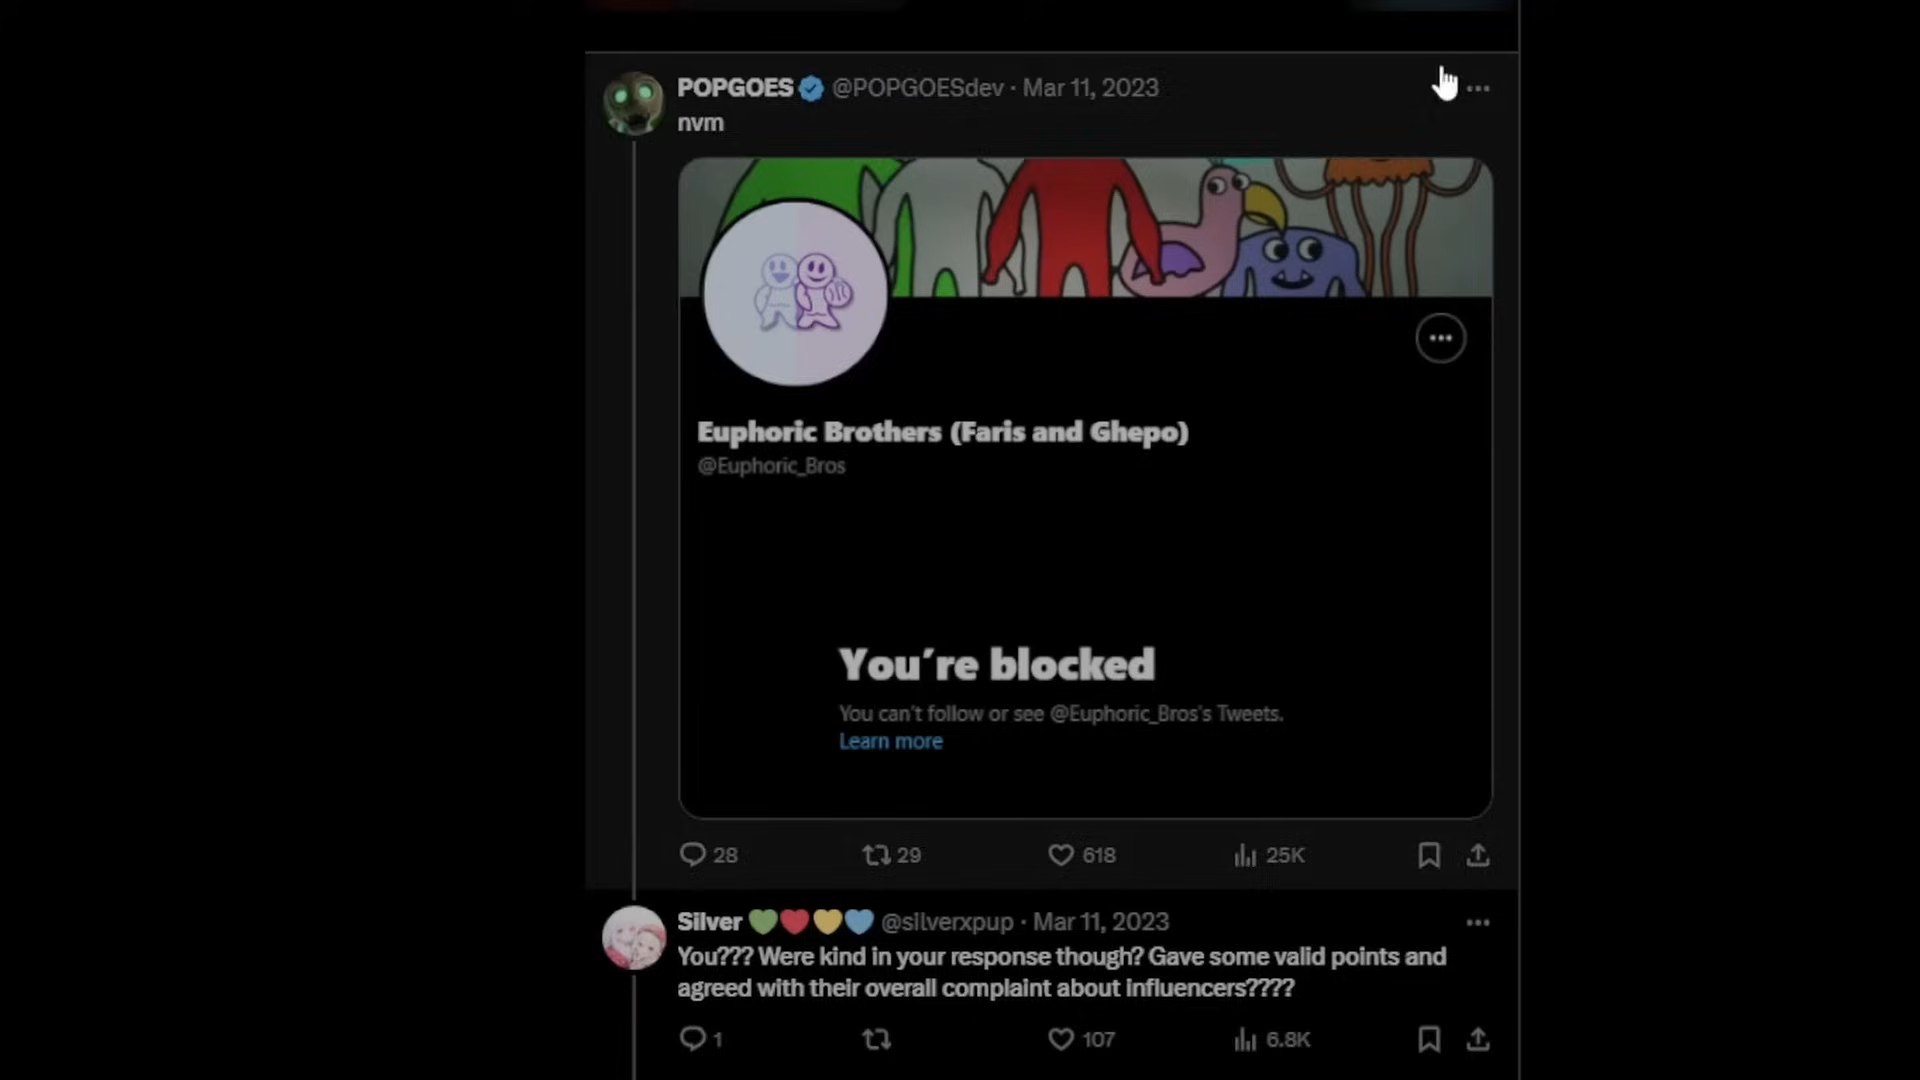 POPGOES @POPGOESdev · Mar 11, 2023
nvm
Euphoric Brothers (Faris and Ghepo)
@Euphoric_Bros
You´re blocked
You can't follow or see @Euphoric_Bros's Tweets.
Learn more
28 29 618 25K
Silver 💚❤️💛💙 @silverxpup · Mar 11, 2023
You??? Were kind in your response though? Gave some valid points and
agreed with their overall complaint about influencers????
1 107 6.8K